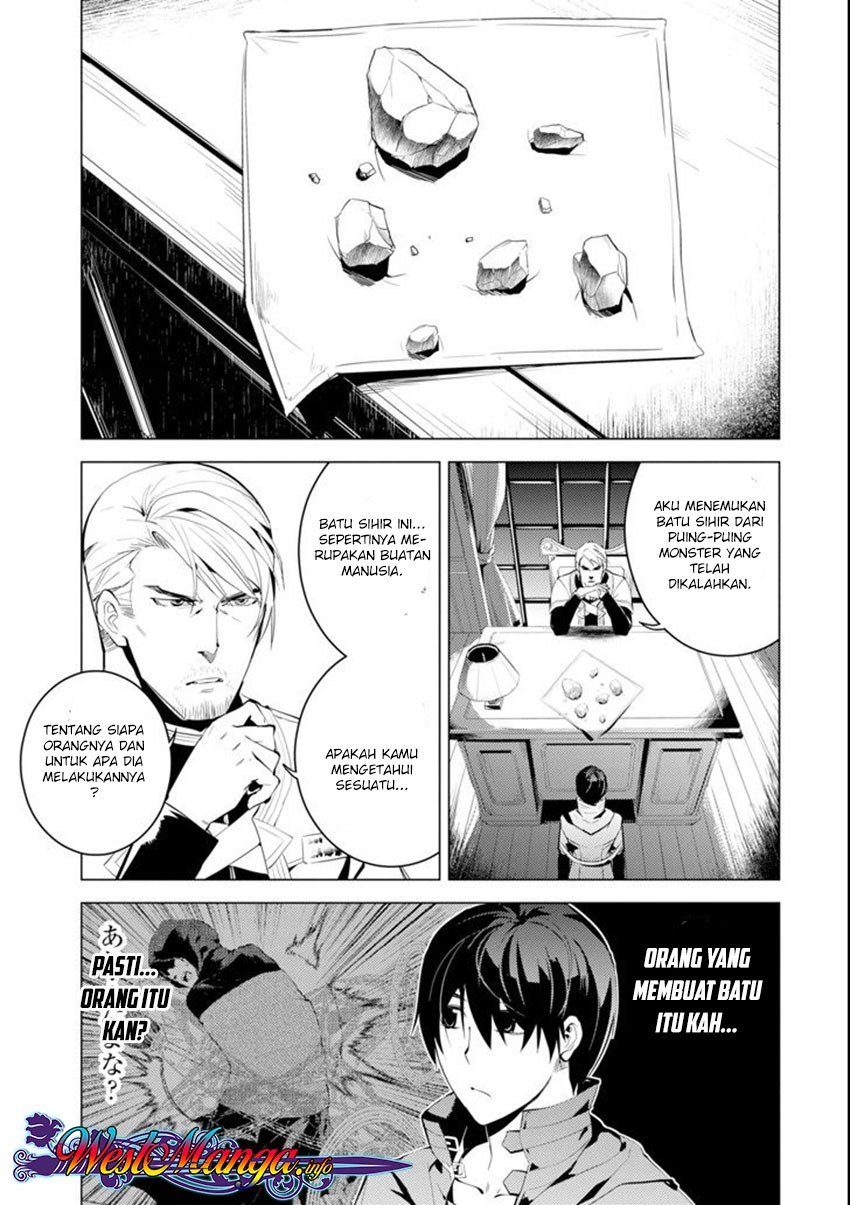 AKU MENEMUKAN
BATU SIHIR DARI
PUING-PUING
MONSTER YANG
TELAH
DIKALAHKAN.
BATU SIHIR INI...
SEPERTINYA ME-
RUPAKAN BUATAN
MANUSIA.
APAKAH KAMU
MENGETAHUI
SESUATU...
TENTANG SIAPA
ORANGNYA DAN
UNTUK APA DIA
MELAKUKANNYA
?
ORANG YANG
MEMBUAT BATU
ITU KAH...
PASTI...
ORANG ITU
KAN?
WestManga.info